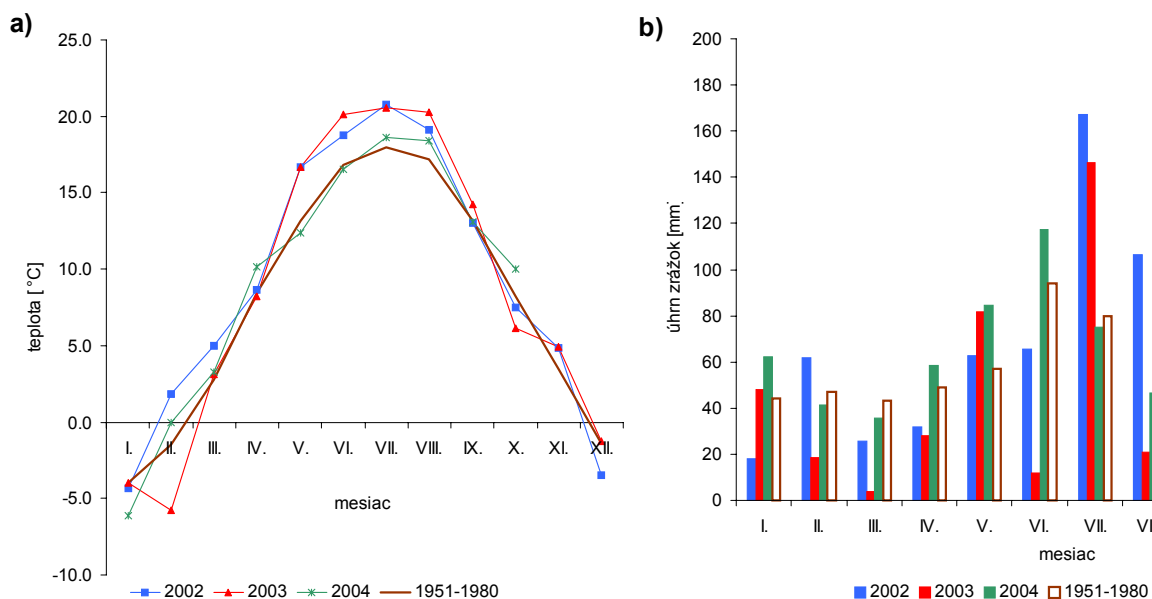 a)
25.0
20.0
15.0
10.0
5.0
0.0
-5.0
-10.0
teplota [ °C]
I. II. III. IV. V. VI. VII. VIII. IX. X. XI. XII.
mesiac
2002 2003 2004 1951-1980
b)
200
180
160
140
120
100
80
60
40
20
0
úhrn zrážok [mm]
I. II. III. IV. V. VI. VII.
mesiac
2002 2003 2004 1951-1980